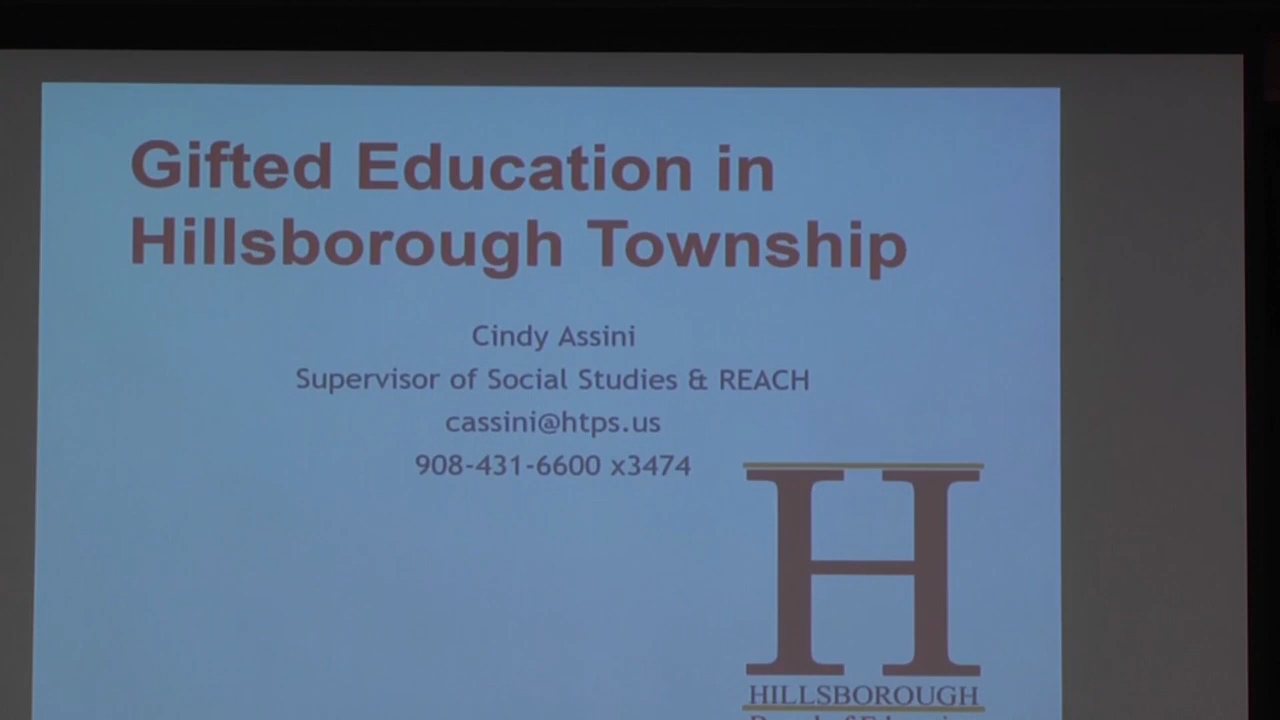 Gifted Education in
Hillsborough Township
Cindy Assini
Supervisor of Social Studies & REACH
cassini@htps.us
908-431-6600 x3474
H
HILLSBOROUGH